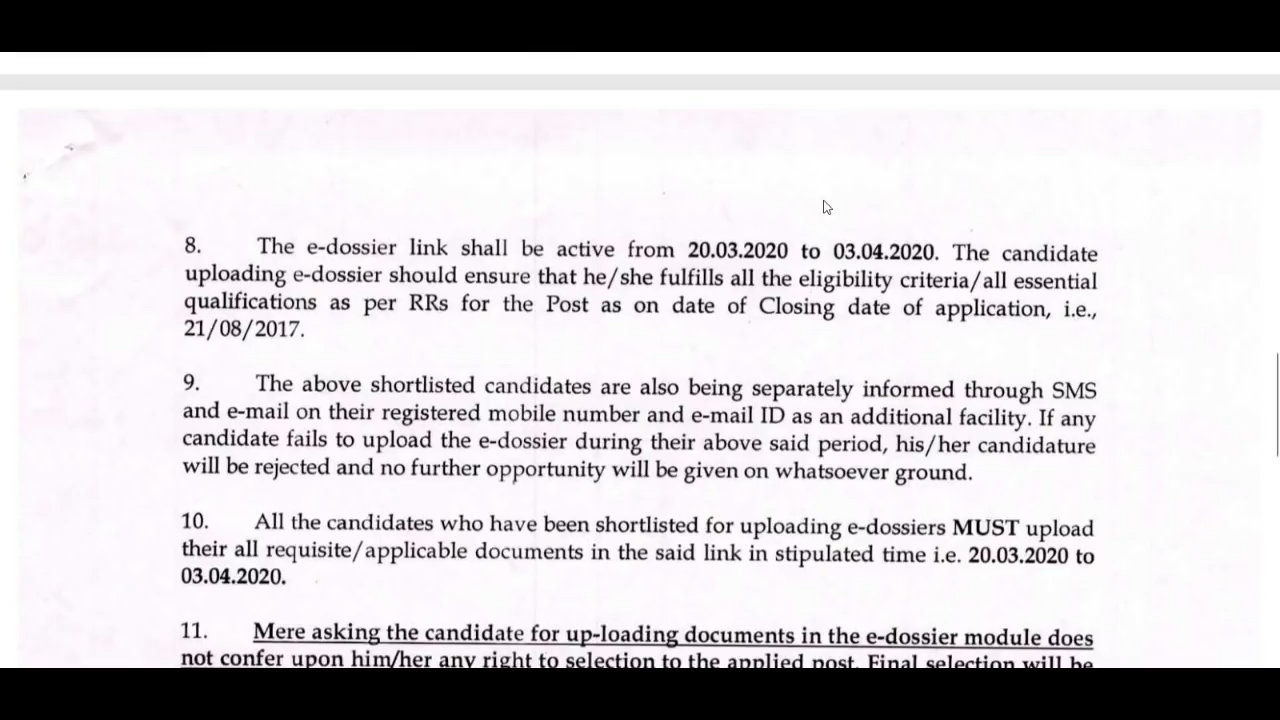 8. The e-dossier link shall be active from 20.03.2020 to 03.04.2020. The candidate
uploading e-dossier should ensure that he/she fulfills all the eligibility criteria/all essential
qualifications as per RRs for the Post as on date of Closing date of application, i.e.,
21/08/2017.
9. The above shortlisted candidates are also being separately informed through SMS
and e-mail on their registered mobile number and e-mail ID as an additional facility. If any
candidate fails to upload the e-dossier during their above said period, his/her candidature
will be rejected and no further opportunity will be given on whatsoever ground.
10. All the candidates who have been shortlisted for uploading e-dossiers MUST upload
their all requisite/applicable documents in the said link in stipulated time i.e. 20.03.2020 to
03.04.2020.
11. Mere asking the candidate for up-loading documents in the e-dossier module does
not confer upon him/her any right to selection to the applied post. Final selection will be